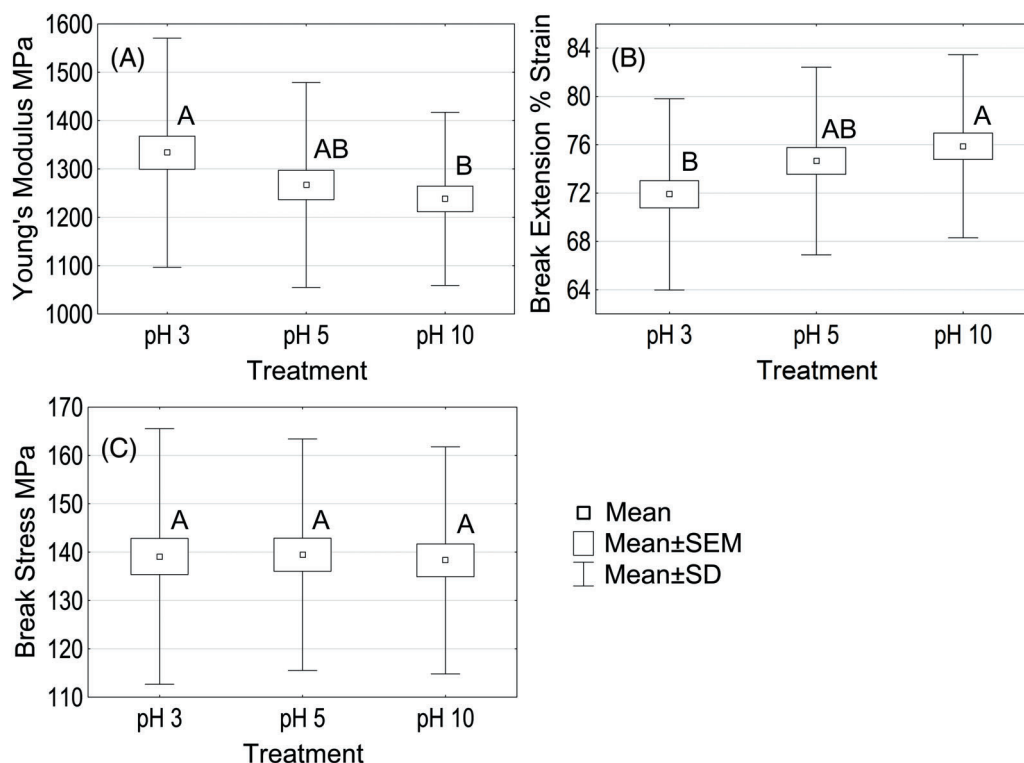 (A)
Young's Modulus MPa
1600
1500
1400
1300
1200
1100
1000
A
AB
B
pH 3 pH 5 pH 10
Treatment
(B)
Break Extension % Strain
84
80
76
72
68
64
B
AB
A
pH 3 pH 5 pH 10
Treatment
(C)
Break Stress MPa
170
160
150
140
130
120
110
A A A
pH 3 pH 5 pH 10
Treatment
Mean
Mean±SEM
Mean±SD